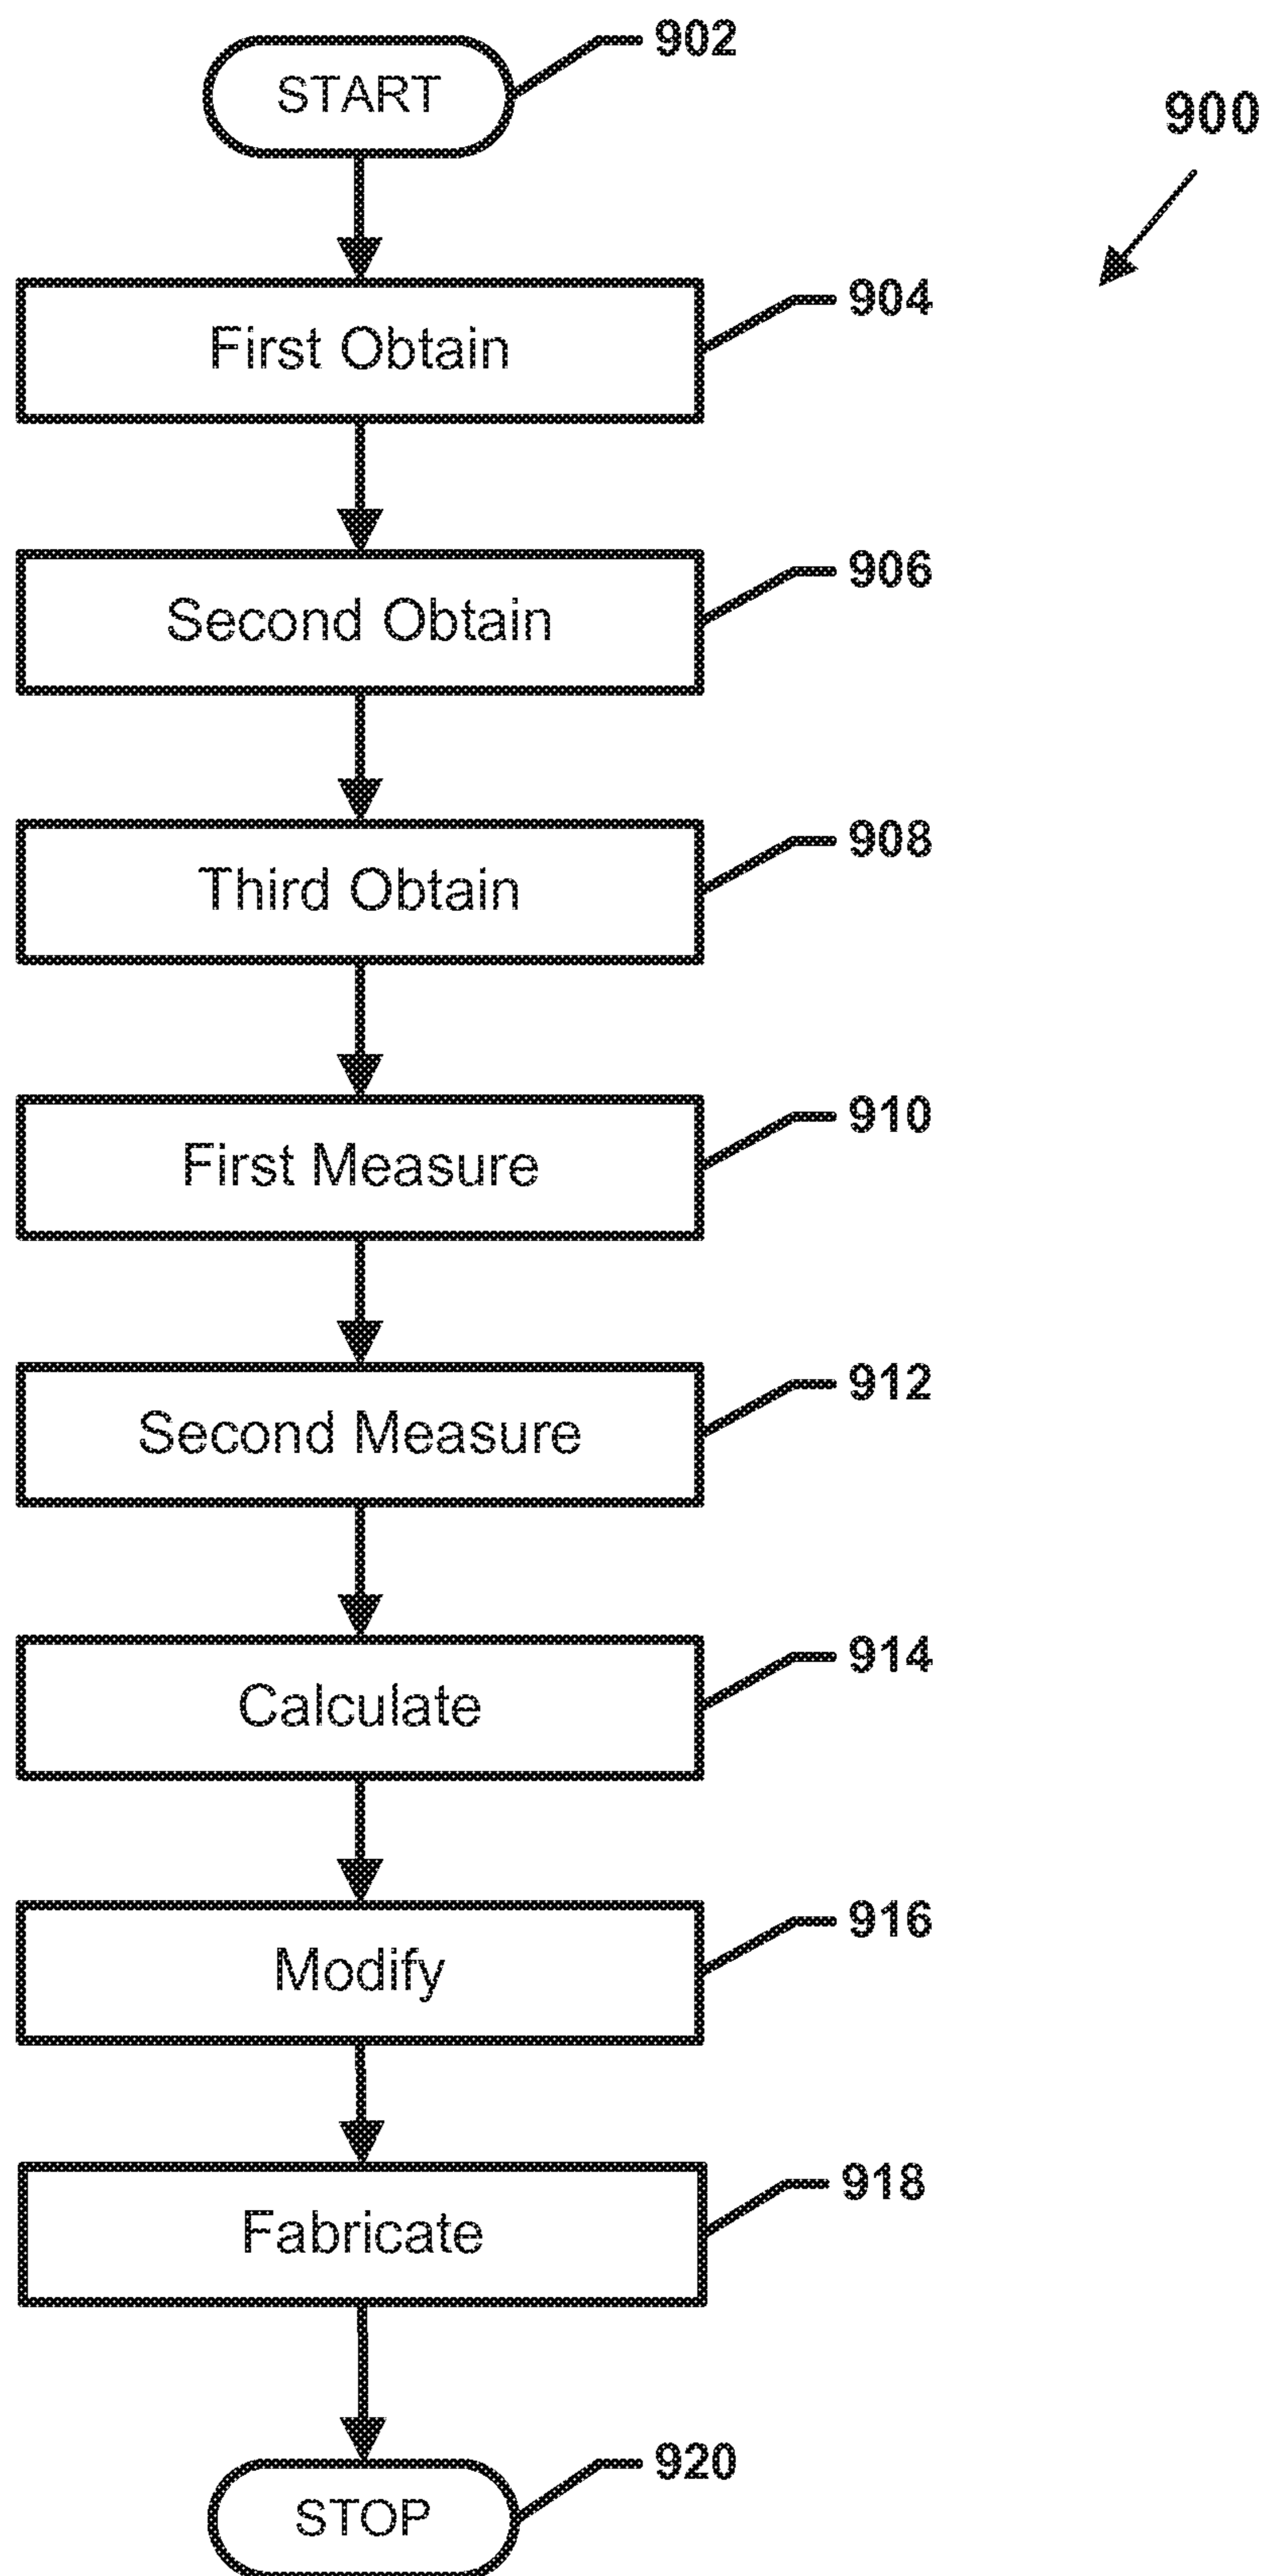 902
START
900
904
First Obtain
906
Second Obtain
908
Third Obtain
910
First Measure
912
Second Measure
914
Calculate
916
Modify
918
Fabricate
920
STOP